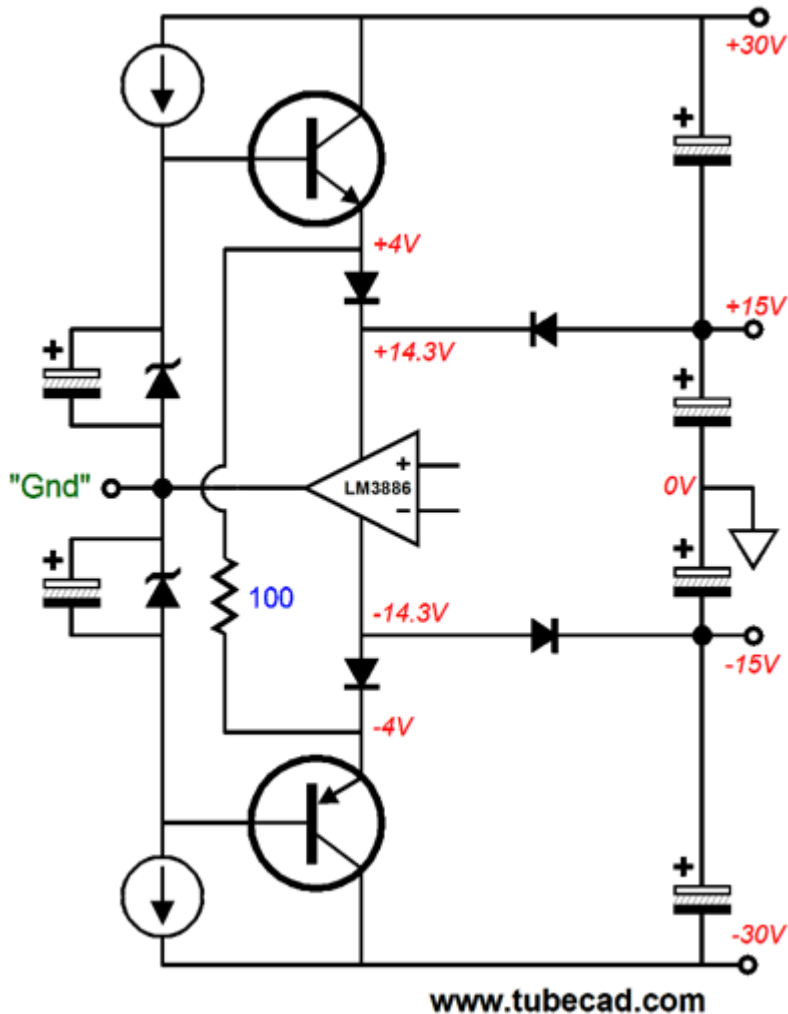 +30V
+
+4V
+15V
+
+14.3V
+
"Gnd"
+
LM3886
-
0V
+
+
100
-14.3V
-15V
-4V
+
-30V
www.tubecad.com